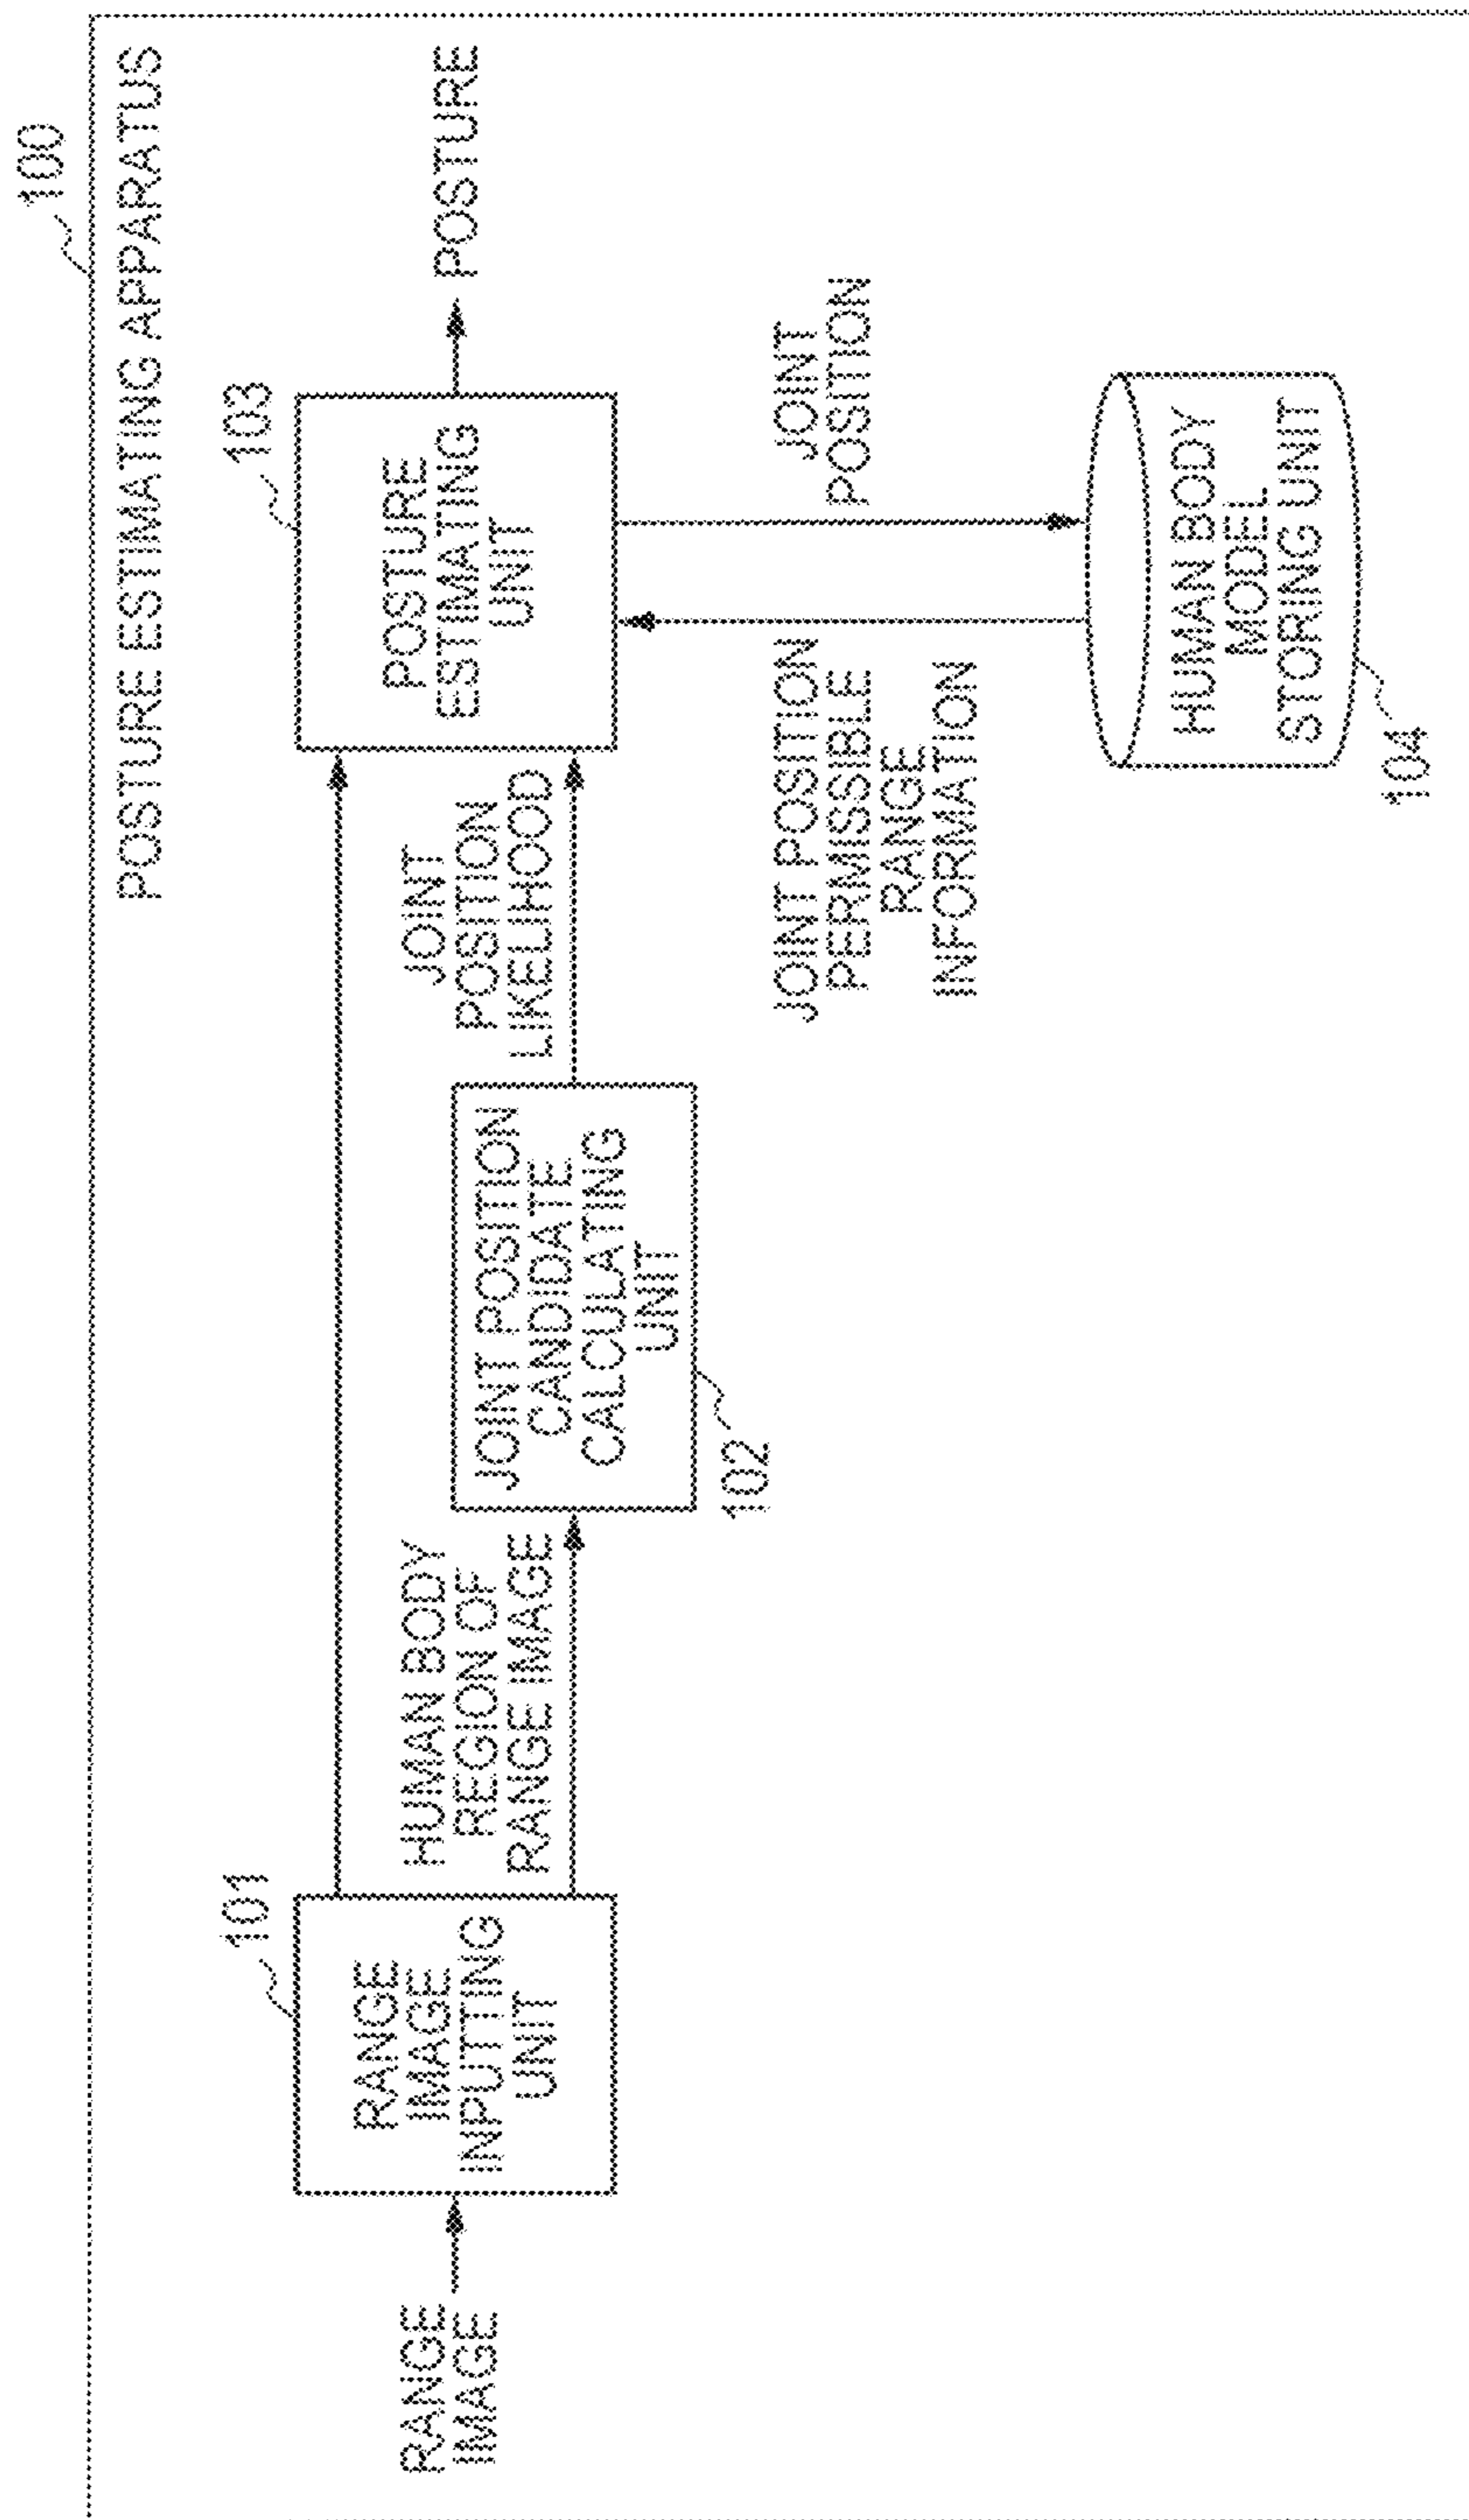 100
POSTURE ESTIMATING APPARATUS
101
103
RANGE
IMAGE
RANGE
IMAGE
INPUTTING
UNIT
HUMAN BODY
REGION OF
RANGE IMAGE
JOINT POSITION
CANDIDATE
CALCULATING
UNIT
102
JOINT
POSITION
LIKELIHOOD
POSTURE
ESTIMATING
UNIT
POSTURE
JOINT POSITION
PERMISSIBLE
RANGE
INFORMATION
JOINT
POSITION
HUMAN BODY
MODEL
STORING UNIT
104